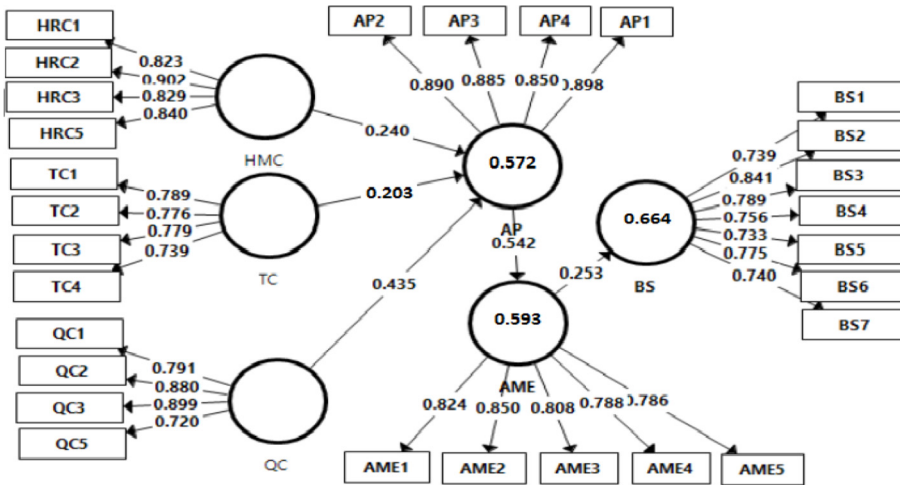 HRC1
HRC2
HRC3
HRC5
0.823
0.902
0.829
0.840
HMC
0.240
TC1
TC2
TC3
TC4
0.789
0.776
0.779
0.739
TC
0.203
QC1
QC2
QC3
QC5
0.791
0.880
0.899
0.720
QC
0.435
AP2
AP3
AP4
AP1
0.890
0.885
0.850
0.898
0.572
AP
0.542
0.593
AME
0.253
0.824
0.850
0.808
0.788
0.786
AME1
AME2
AME3
AME4
AME5
0.664
BS
0.739
0.841
0.789
0.756
0.733
0.775
0.740
BS1
BS2
BS3
BS4
BS5
BS6
BS7